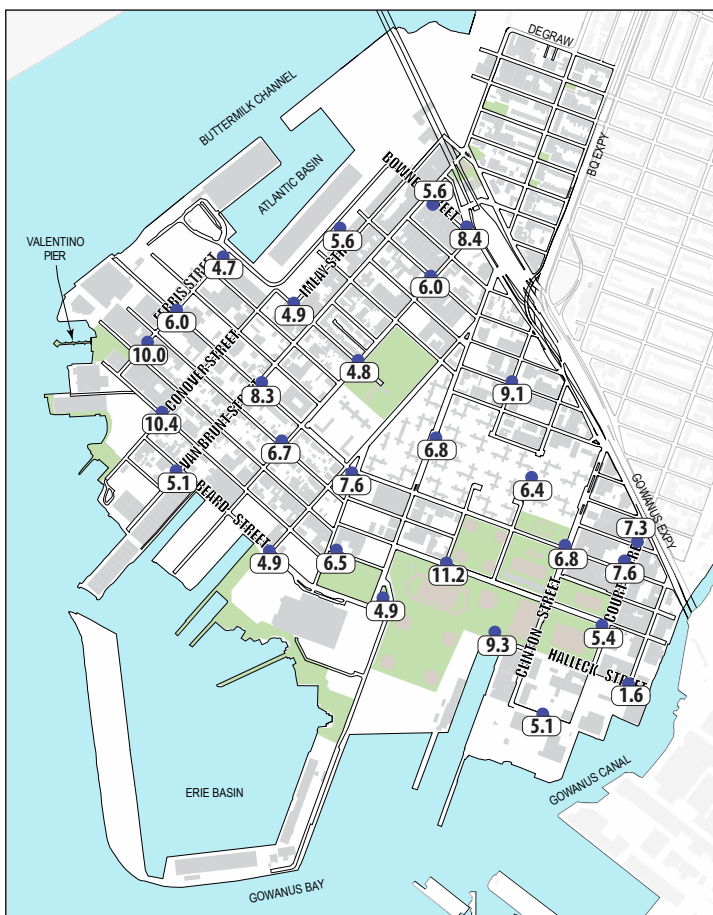 DEGRAW
BUTTERMILK CHANNEL
BQ EXPY
ATLANTIC BASIN
BOWNE STREET
5.6
5.6
8.4
VALENTINO
PIER
4.7
FERRIS STREET
IMLAY STREET
6.0
4.9
6.0
10.0
CONOVER STREET
4.8
8.3
9.1
10.4
VAN BRUNT STREET
6.7
6.8
5.1
7.6
6.4
BEARD STREET
GOWANUS EXPY
7.3
4.9
6.5
6.8
7.6
11.2
COURT STREET
4.9
5.4
9.3
CLINTON STREET
HALLECK STREET
1.6
5.1
GOWANUS CANAL
ERIE BASIN
GOWANUS BAY